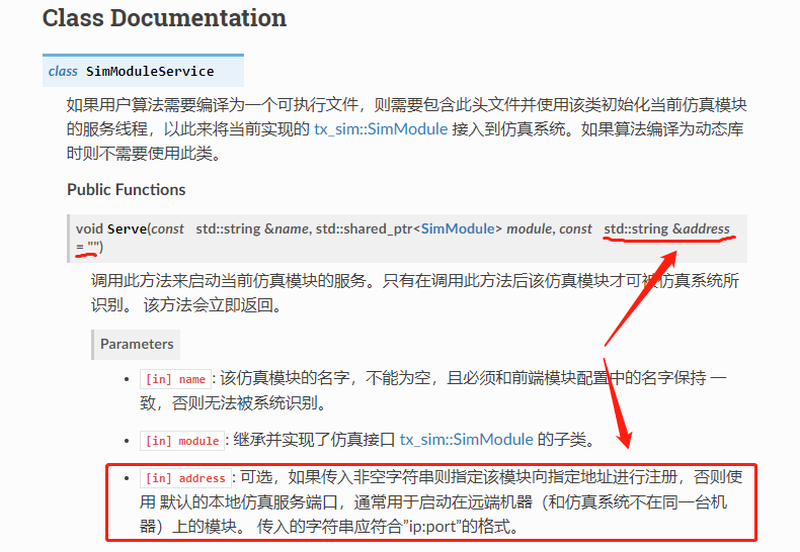 Class Documentation
class SimModuleService
如果用户算法需要编译为一个可执行文件，则需要包含此头文件并使用该类初始化当前仿真模块
的服务线程，以此来将当前实现的 tx_sim::SimModule 接入到仿真系统。如果算法编译为动态库
时则不需要使用此类。
Public Functions
void Serve(const std::string &name, std::shared_ptr<SimModule> module, const std::string &address
= "")
调用此方法来启动当前仿真模块的服务。只有在调用此方法后该仿真模块才可被仿真系统所
识别。 该方法会立即返回。
Parameters
• [in] name : 该仿真模块的名字，不能为空，且必须和前端模块配置中的名字保持 一
致，否则无法被系统识别。
• [in] module : 继承并实现了仿真接口 tx_sim::SimModule 的子类。
• [in] address : 可选，如果传入非空字符串则指定该模块向指定地址进行注册，否则使
用 默认的本地仿真服务端口，通常用于启动在远端机器（和仿真系统不在同一台机
器）上的模块。 传入的字符串应符合”ip:port”的格式。